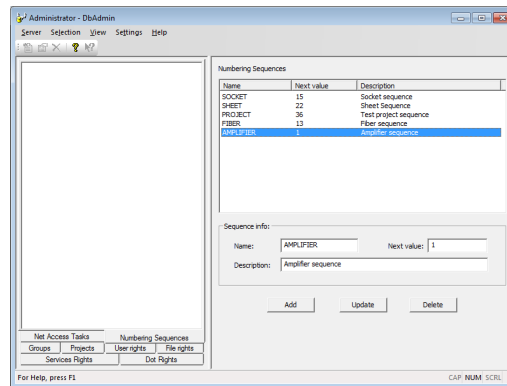 Administrator - DbAdmin
Server Selection View Settings Help
Numbering Sequences
Name Next value Description
SOCKET 15 Socket sequence
SHEET 22 Sheet Sequence
PROJECT 36 Test project sequence
FIBER 13 Fiber sequence
AMPLIFIER 1 Amplifier sequence
Sequence info:
Name: AMPLIFIER Next value: 1
Description: Amplifier sequence
Add Update Delete
Net Access Tasks Numbering Sequences
Groups Projects User rights File rights
Services Rights Dot Rights
For Help, press F1 CAP NUM SCRL